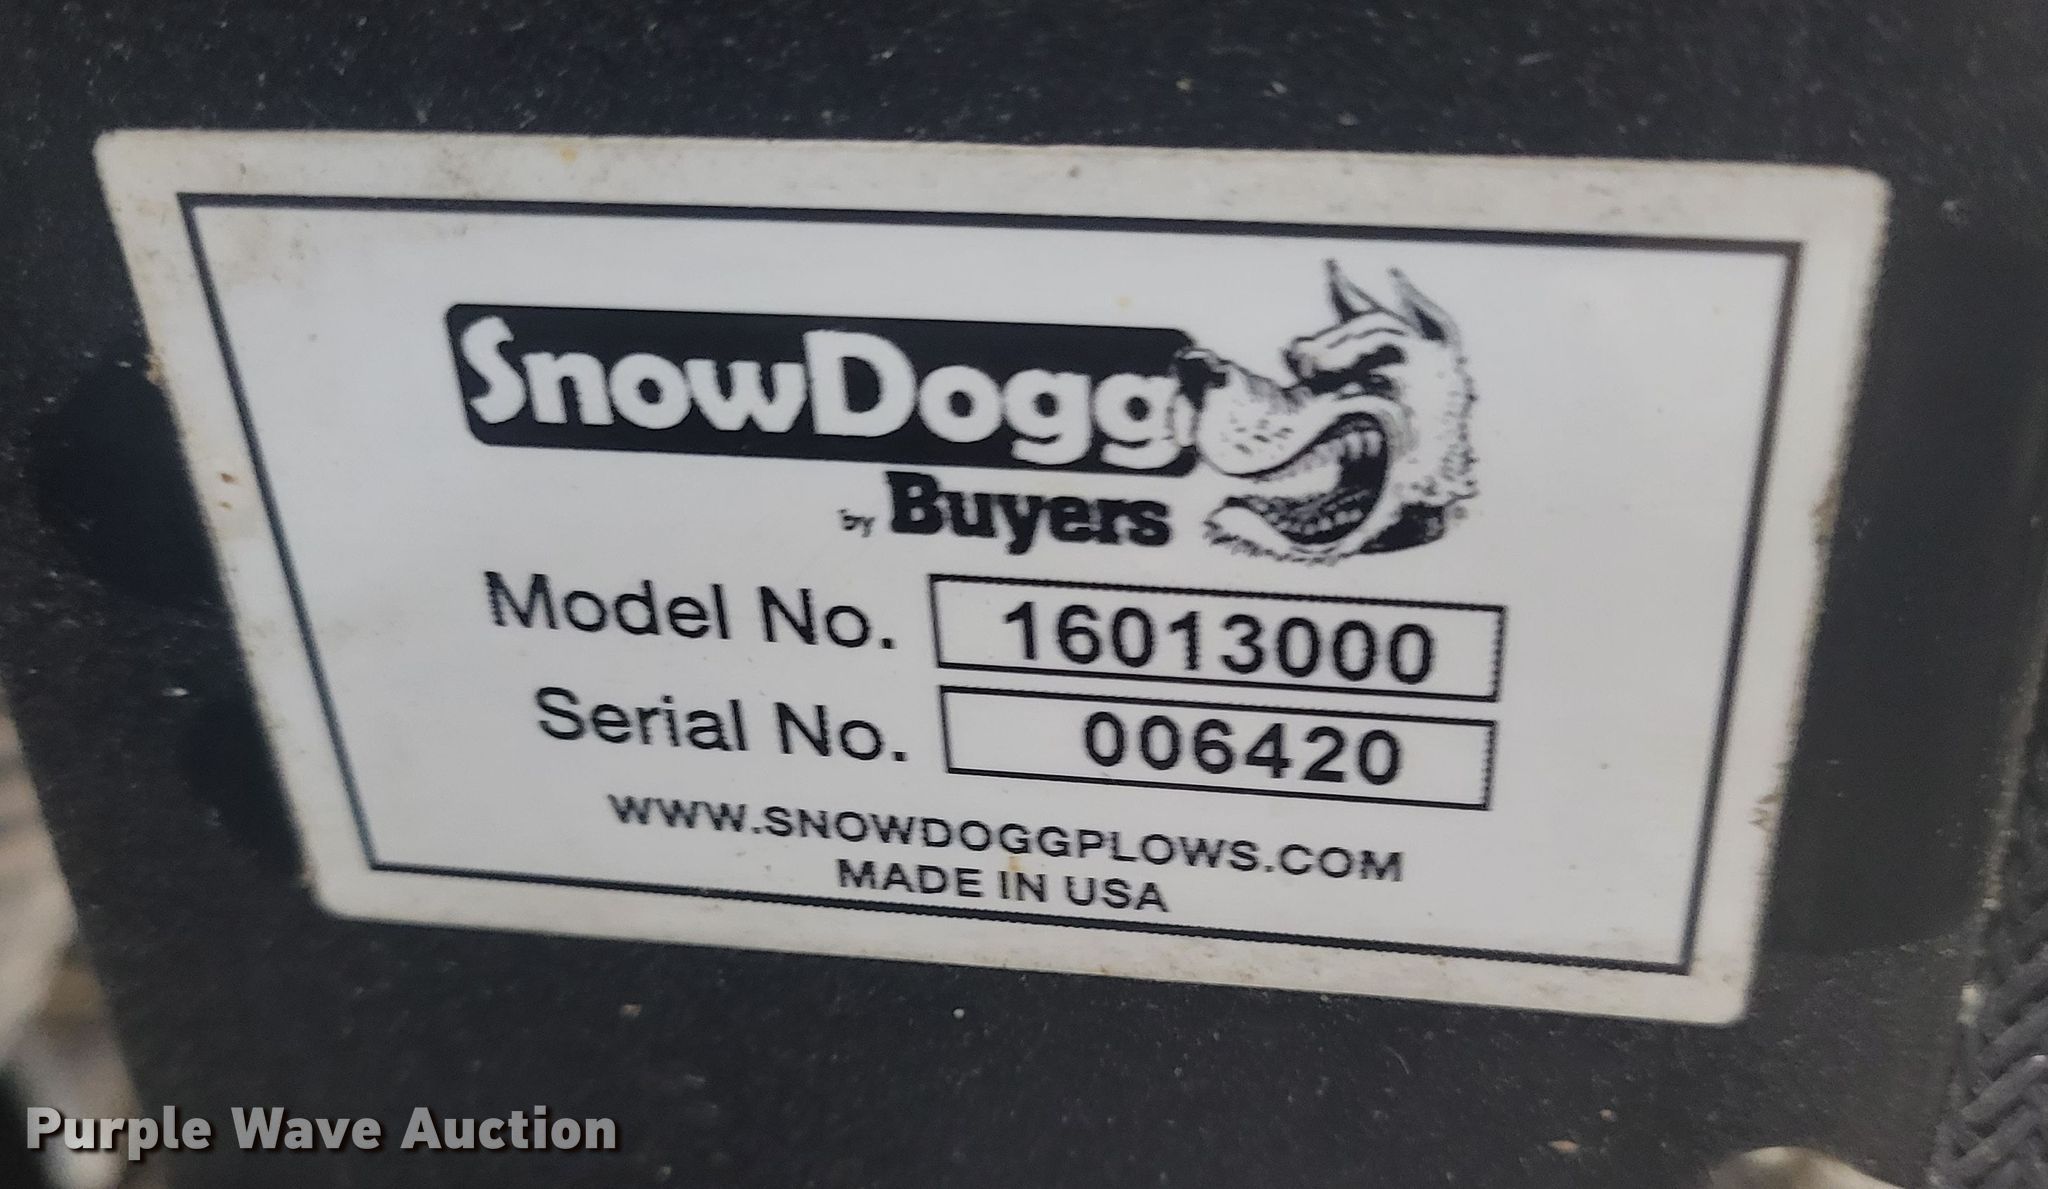 SnowDogg
by Buyers
Model No. 16013000
Serial No. 006420
WWW.SNOWDOGGPLOWS.COM
MADE IN USA
Purple Wave Auction